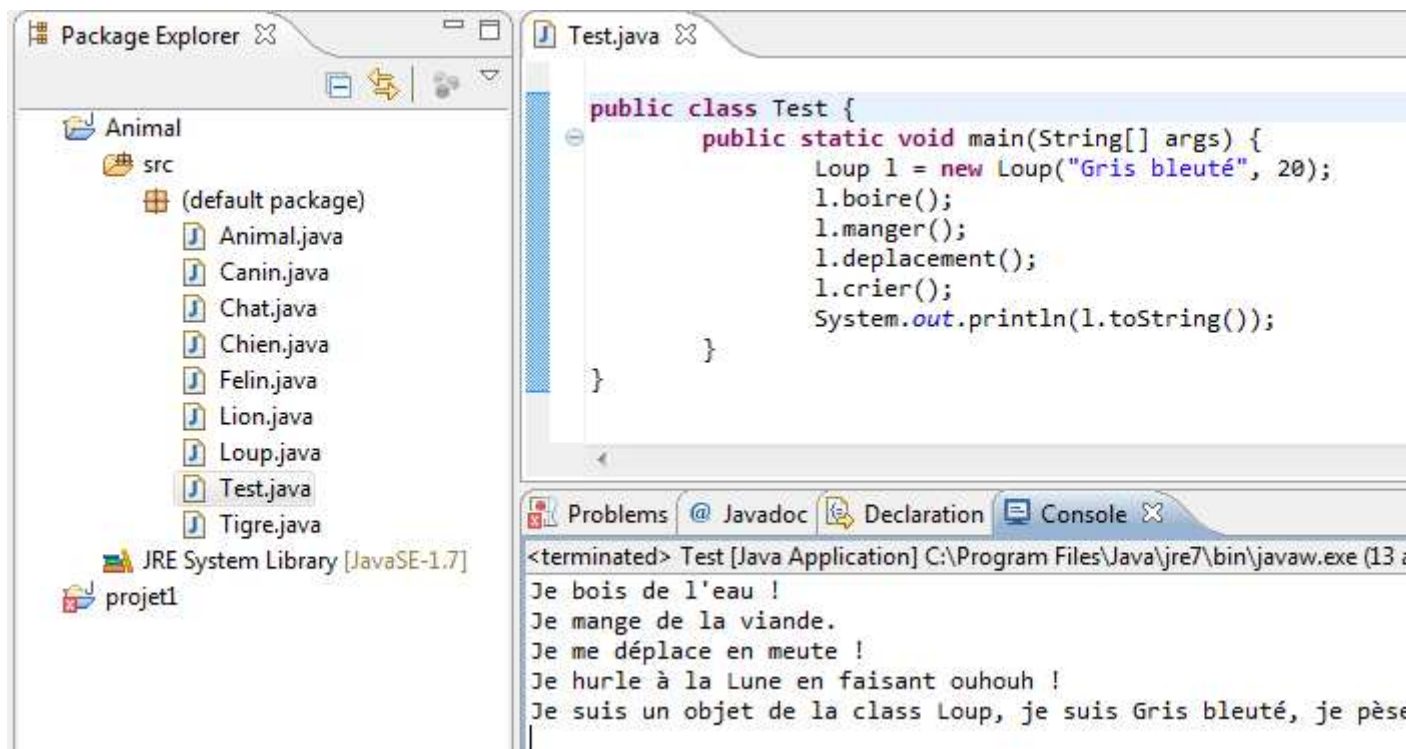 Package Explorer
Animal
src
(default package)
Animal.java
Canin.java
Chat.java
Chien.java
Felin.java
Lion.java
Loup.java
Test.java
Tigre.java
JRE System Library [JavaSE-1.7]
projet1
Test.java
public class Test {
public static void main(String[] args) {
Loup l = new Loup("Gris bleuté", 20);
l.boire();
l.manger();
l.deplacement();
l.crier();
System.out.println(l.toString());
}
}
Problems @ Javadoc Declaration Console
<terminated> Test [Java Application] C:\Program Files\Java\jre7\bin\javaw.exe (13 a
Je bois de l'eau !
Je mange de la viande.
Je me déplace en meute !
Je hurle à la Lune en faisant ouhouh !
Je suis un objet de la class Loup, je suis Gris bleuté, je pèse